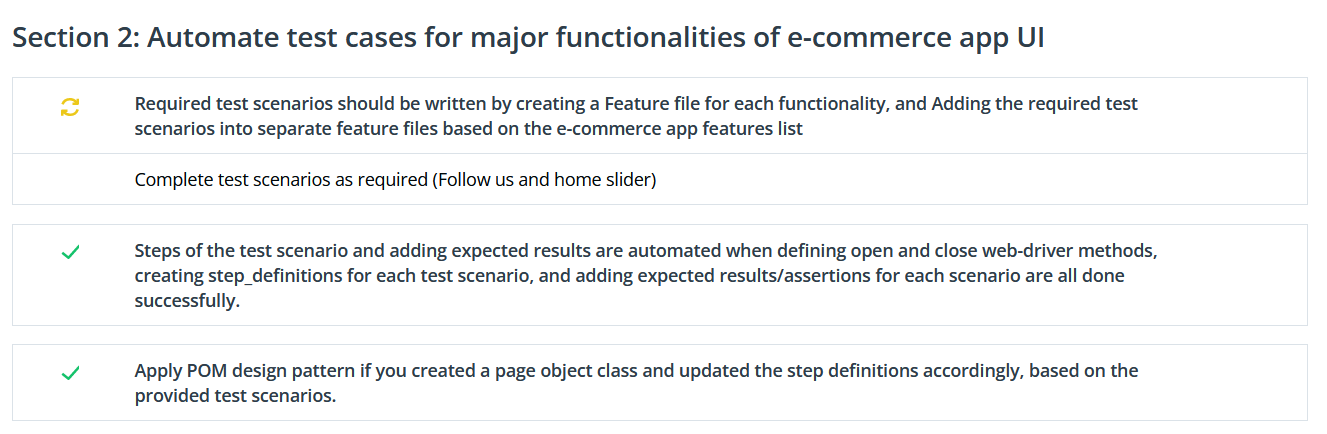 Section 2: Automate test cases for major functionalities of e-commerce app UI
Required test scenarios should be written by creating a Feature file for each functionality, and Adding the required test
scenarios into separate feature files based on the e-commerce app features list
Complete test scenarios as required (Follow us and home slider)
Steps of the test scenario and adding expected results are automated when defining open and close web-driver methods,
creating step_definitions for each test scenario, and adding expected results/assertions for each scenario are all done
successfully.
Apply POM design pattern if you created a page object class and updated the step definitions accordingly, based on the
provided test scenarios.